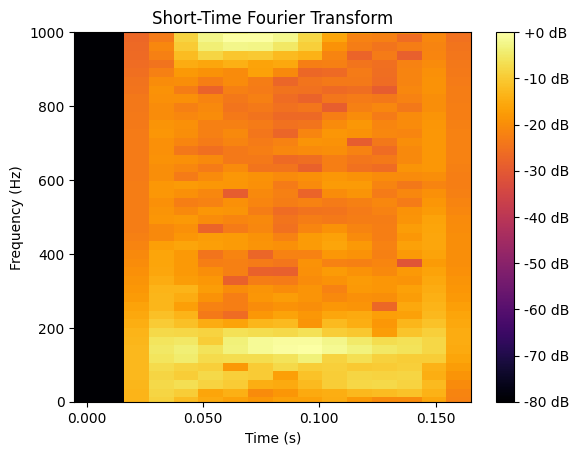 Short-Time Fourier Transform
1000
800
600
400
200
0
Frequency (Hz)
0.000
0.050
0.100
0.150
Time (s)
+0 dB
-10 dB
-20 dB
-30 dB
-40 dB
-50 dB
-60 dB
-70 dB
-80 dB